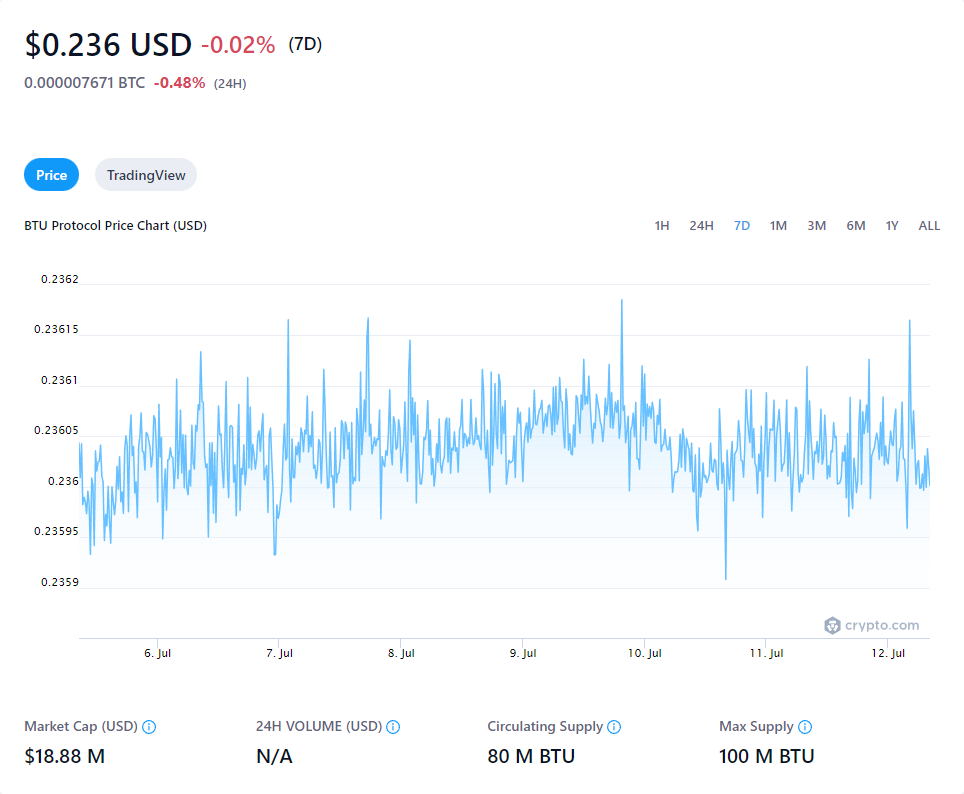 $0.236 USD -0.02% (7D)
0.000007671 BTC -0.48% (24H)
Price TradingView
BTU Protocol Price Chart (USD) 1H 24H 7D 1M 3M 6M 1Y ALL
0.2362
0.23615
0.2361
0.23605
0.236
0.23595
0.2359
crypto.com
6. Jul 7. Jul 8. Jul 9. Jul 10. Jul 11. Jul 12. Jul
Market Cap (USD) 24H VOLUME (USD) Circulating Supply Max Supply
$18.88 M N/A 80 M BTU 100 M BTU